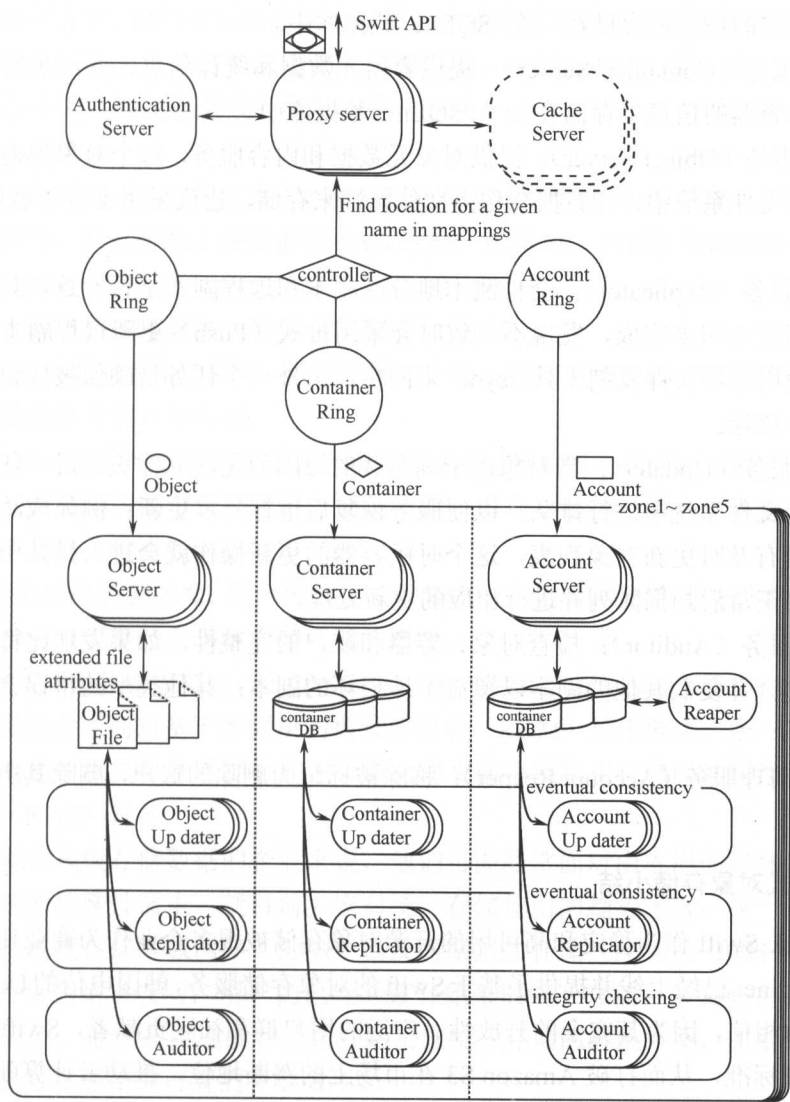 Swift API
Authentication
Server
Proxy server
Cache
Server
Find location for a given
name in mappings
Object
Ring
controller
Account
Ring
Container
Ring
Object
Container
Account
zone1~zone5
Object
Server
Container
Server
Account
Server
extended file
attributes
Object
File
container
DB
container
DB
Account
Reaper
eventual consistency
Object
Up dater
Container
Up dater
Account
Up dater
eventual consistency
Object
Replicator
Container
Replicator
Account
Replicator
integrity checking
Object
Auditor
Container
Auditor
Account
Auditor